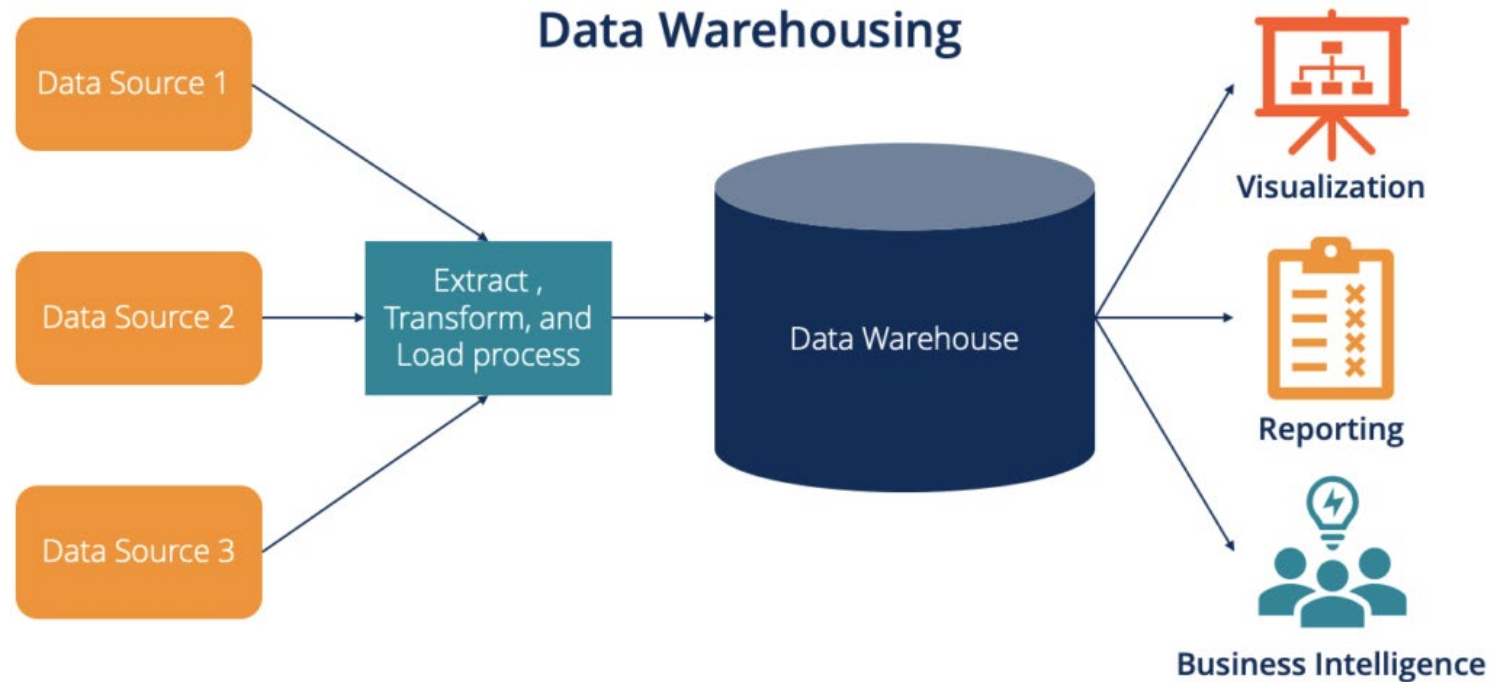 Data Warehousing
Data Source 1
Data Source 2
Data Source 3
Extract ,
Transform, and
Load process
Data Warehouse
Visualization
Reporting
Business Intelligence